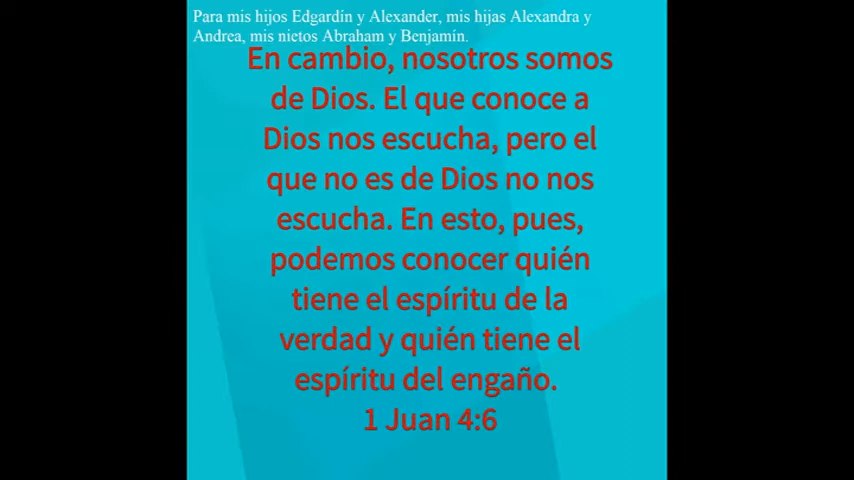 Para mis hijos Edgardín y Alexander, mis hijas Alexandra y
Andrea, mis nietos Abraham y Benjamín.
En cambio, nosotros somos
de Dios. El que conoce a
Dios nos escucha, pero el
que no es de Dios no nos
escucha. En esto, pues,
podemos conocer quién
tiene el espíritu de la
verdad y quién tiene el
espíritu del engaño.
1 Juan 4:6